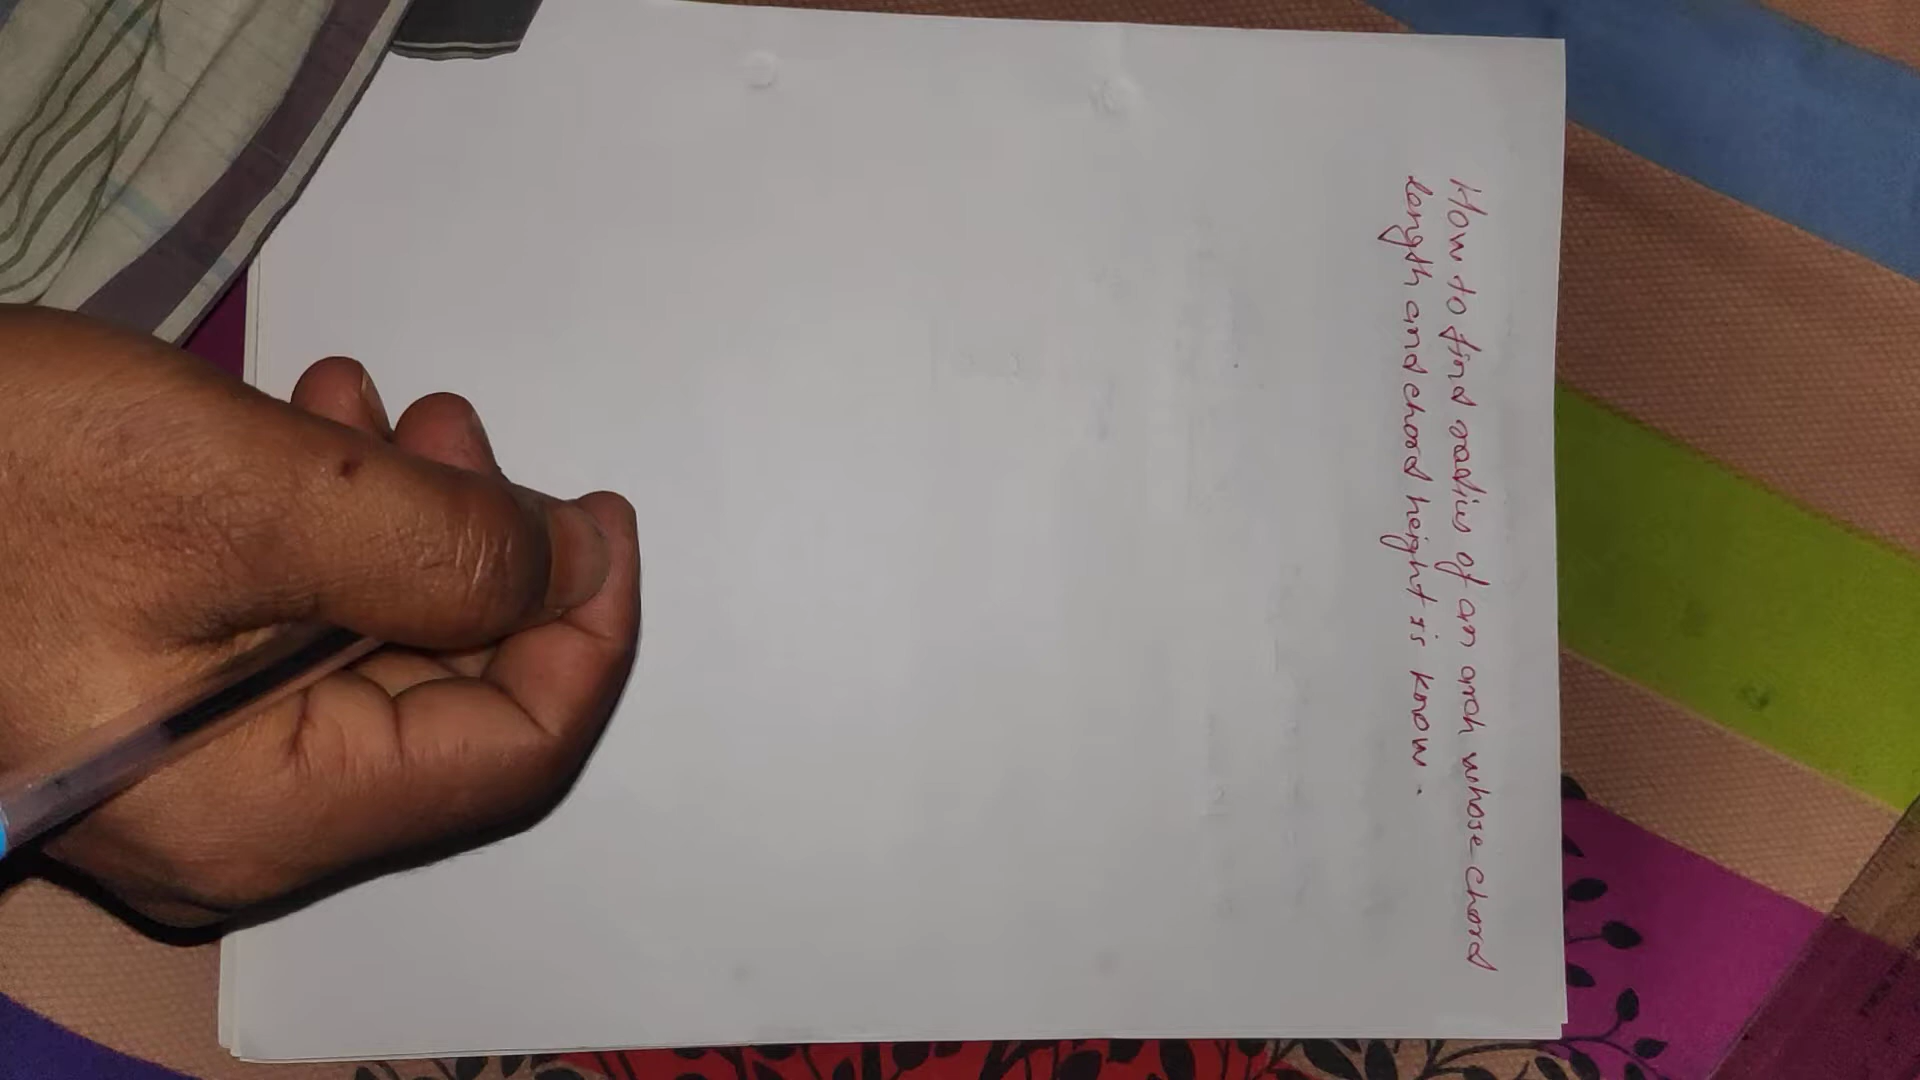 How to find radius of an arch whose chord
length and chord height is know.